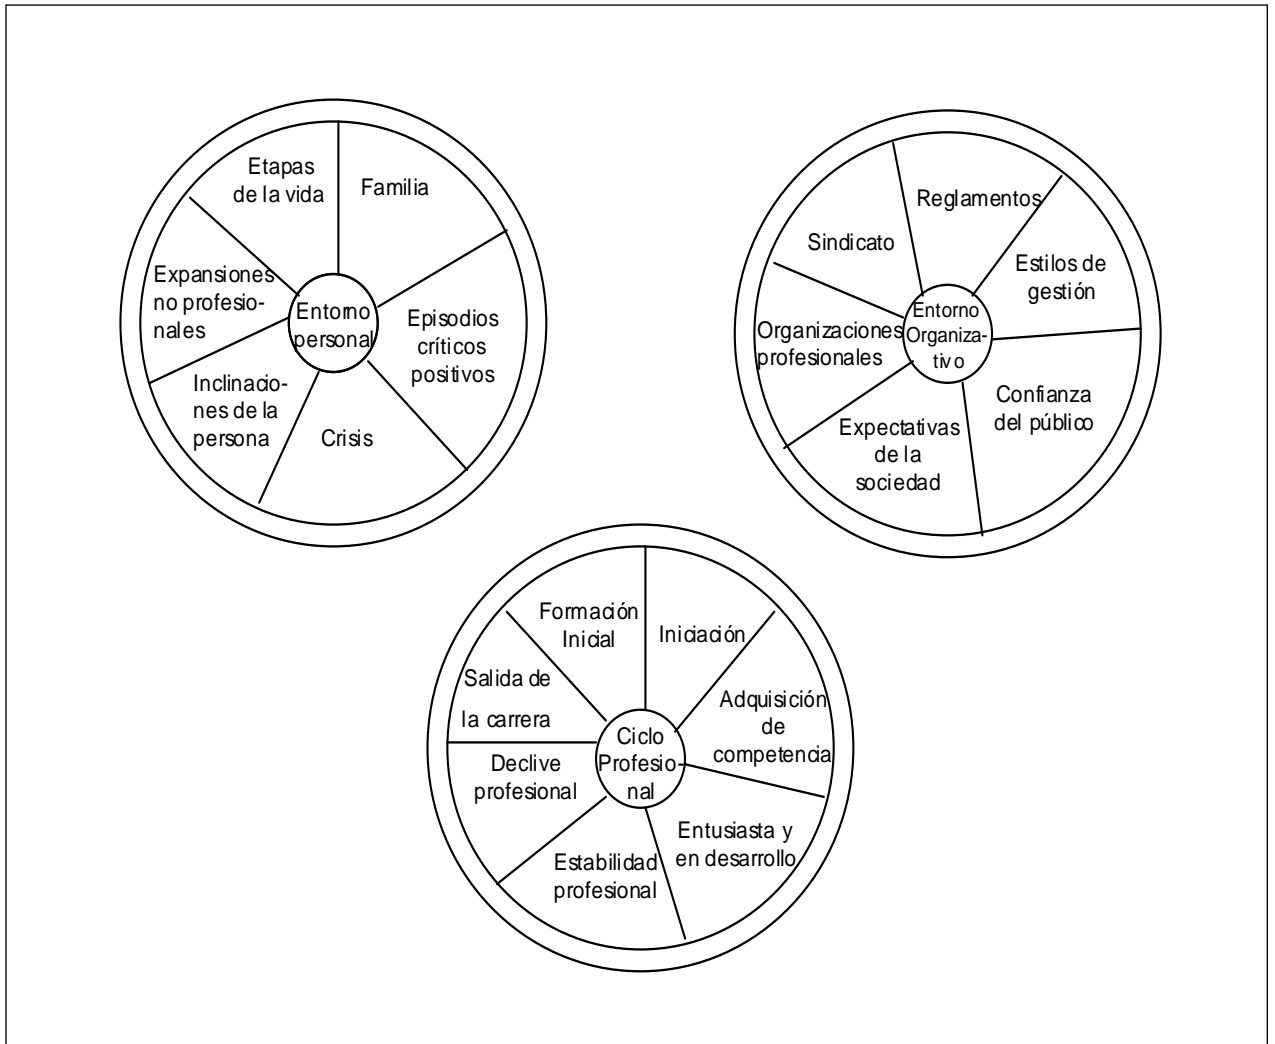 Etapas
de la vida
Familia
Expansiones
no profesio-
nales
Entorno
personal
Episodios
críticos
positivos
Inclinacio-
nes de la
persona
Crisis
Reglamentos
Sindicato
Estilos de
gestión
Organizaciones
profesionales
Entorno
Organiza-
tivo
Confianza
del público
Expectativas
de la
sociedad
Formación
Inicial
Iniciación
Salida de
la carrera
Adquisición
de
competencia
Ciclo
Profesio-
nal
Declive
profesional
Entusiasta y
en desarrollo
Estabilidad
profesional